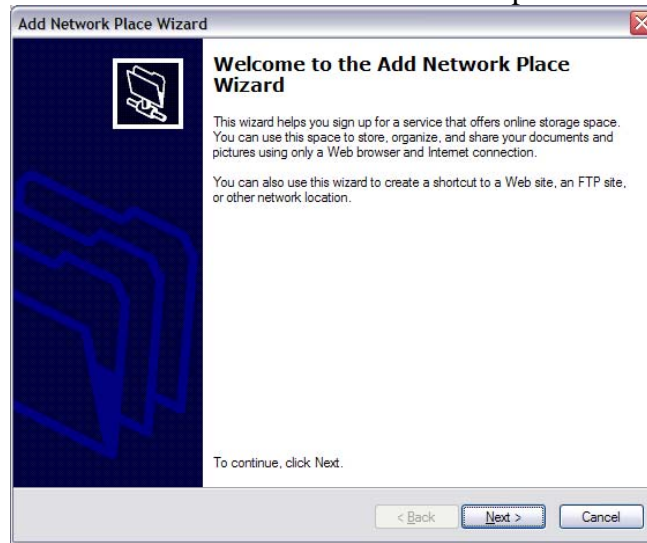 Add Network Place Wizard
Welcome to the Add Network Place
Wizard
This wizard helps you sign up for a service that offers online storage space.
You can use this space to store, organize, and share your documents and
pictures using only a Web browser and Internet connection.
You can also use this wizard to create a shortcut to a Web site, an FTP site,
or other network location.
To continue, click Next.
< Back Next > Cancel